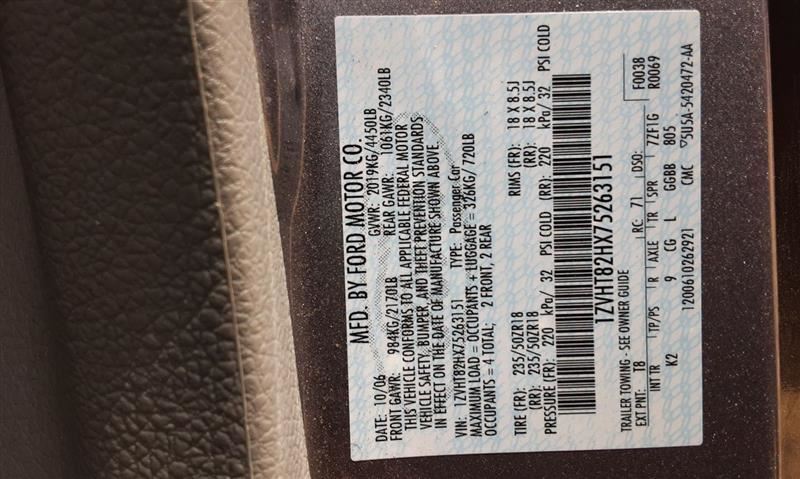 MFD. BY FORD MOTOR CO.
DATE: 10/06 GVWR: 2019KG/4450LB
FRONT GAWR: 984KG/2170LB REAR GAWR: 1061KG/2340LB
THIS VEHICLE CONFORMS TO ALL APPLICABLE FEDERAL MOTOR
VEHICLE SAFETY, BUMPER, AND THEFT PREVENTION STANDARDS
IN EFFECT ON THE DATE OF MANUFACTURE SHOWN ABOVE.
VIN: 1ZVHT82HX75263151 TYPE: Passenger Car
MAXIMUM LOAD = OCCUPANTS + LUGGAGE = 326KG/ 720LB
OCCUPANTS = 4 TOTAL; 2 FRONT, 2 REAR
TIRE (FR): 235/50ZR18 RIMS (FR): 18 X 8.5J
(RR): 235/50ZR18 (RR): 18 X 8.5J
PRESSURE (FR): 220 kPa/ 32 PSI COLD (RR): 220 kPa/ 32 PSI COLD
1ZVHT82HX75263151
TRAILER TOWING - SEE OWNER GUIDE F0038
EXT PNT: T8 RC: 71 DSO: R0069
INT TR TP/PS R AXLE TR SPR 7ZFTG
K2 9 CG L GGBB 805
1200610262921 CMC 5U5A-5420472-AA